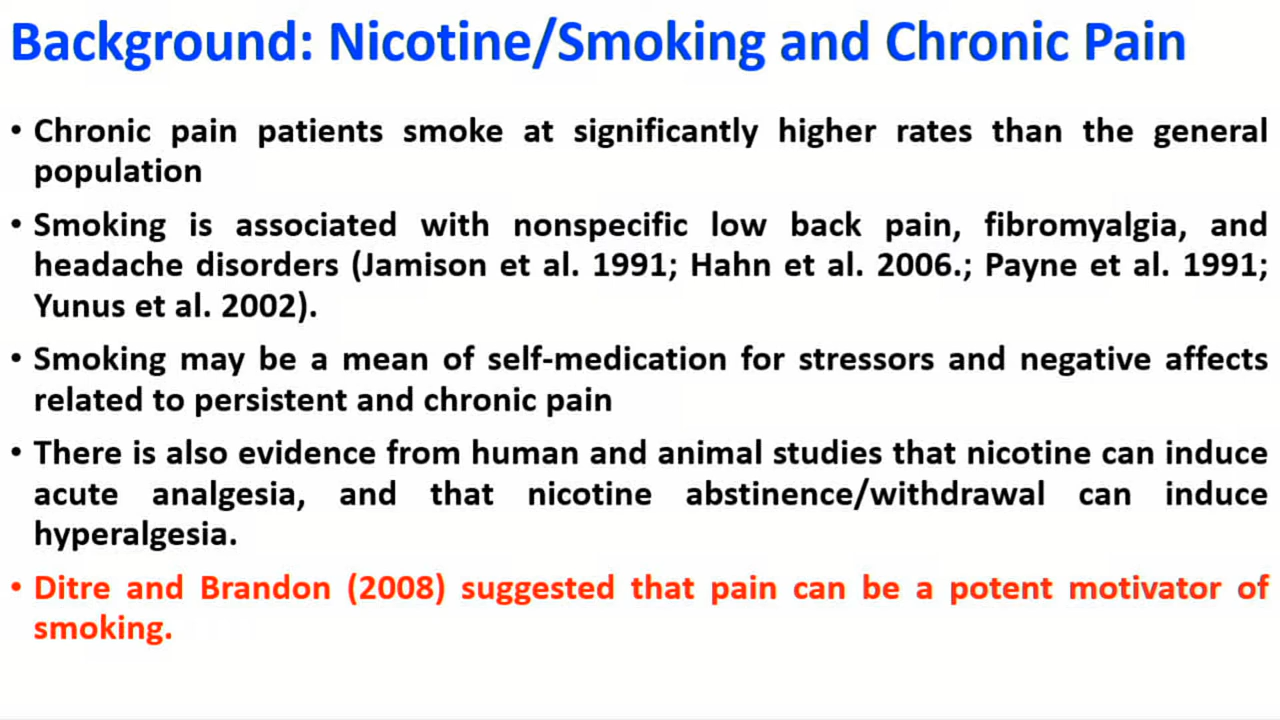 Background: Nicotine/Smoking and Chronic Pain
• Chronic pain patients smoke at significantly higher rates than the general
population
• Smoking is associated with nonspecific low back pain, fibromyalgia, and
headache disorders (Jamison et al. 1991; Hahn et al. 2006.; Payne et al. 1991;
Yunus et al. 2002).
• Smoking may be a mean of self-medication for stressors and negative affects
related to persistent and chronic pain
• There is also evidence from human and animal studies that nicotine can induce
acute analgesia, and that nicotine abstinence/withdrawal can induce
hyperalgesia.
• Ditre and Brandon (2008) suggested that pain can be a potent motivator of
smoking.